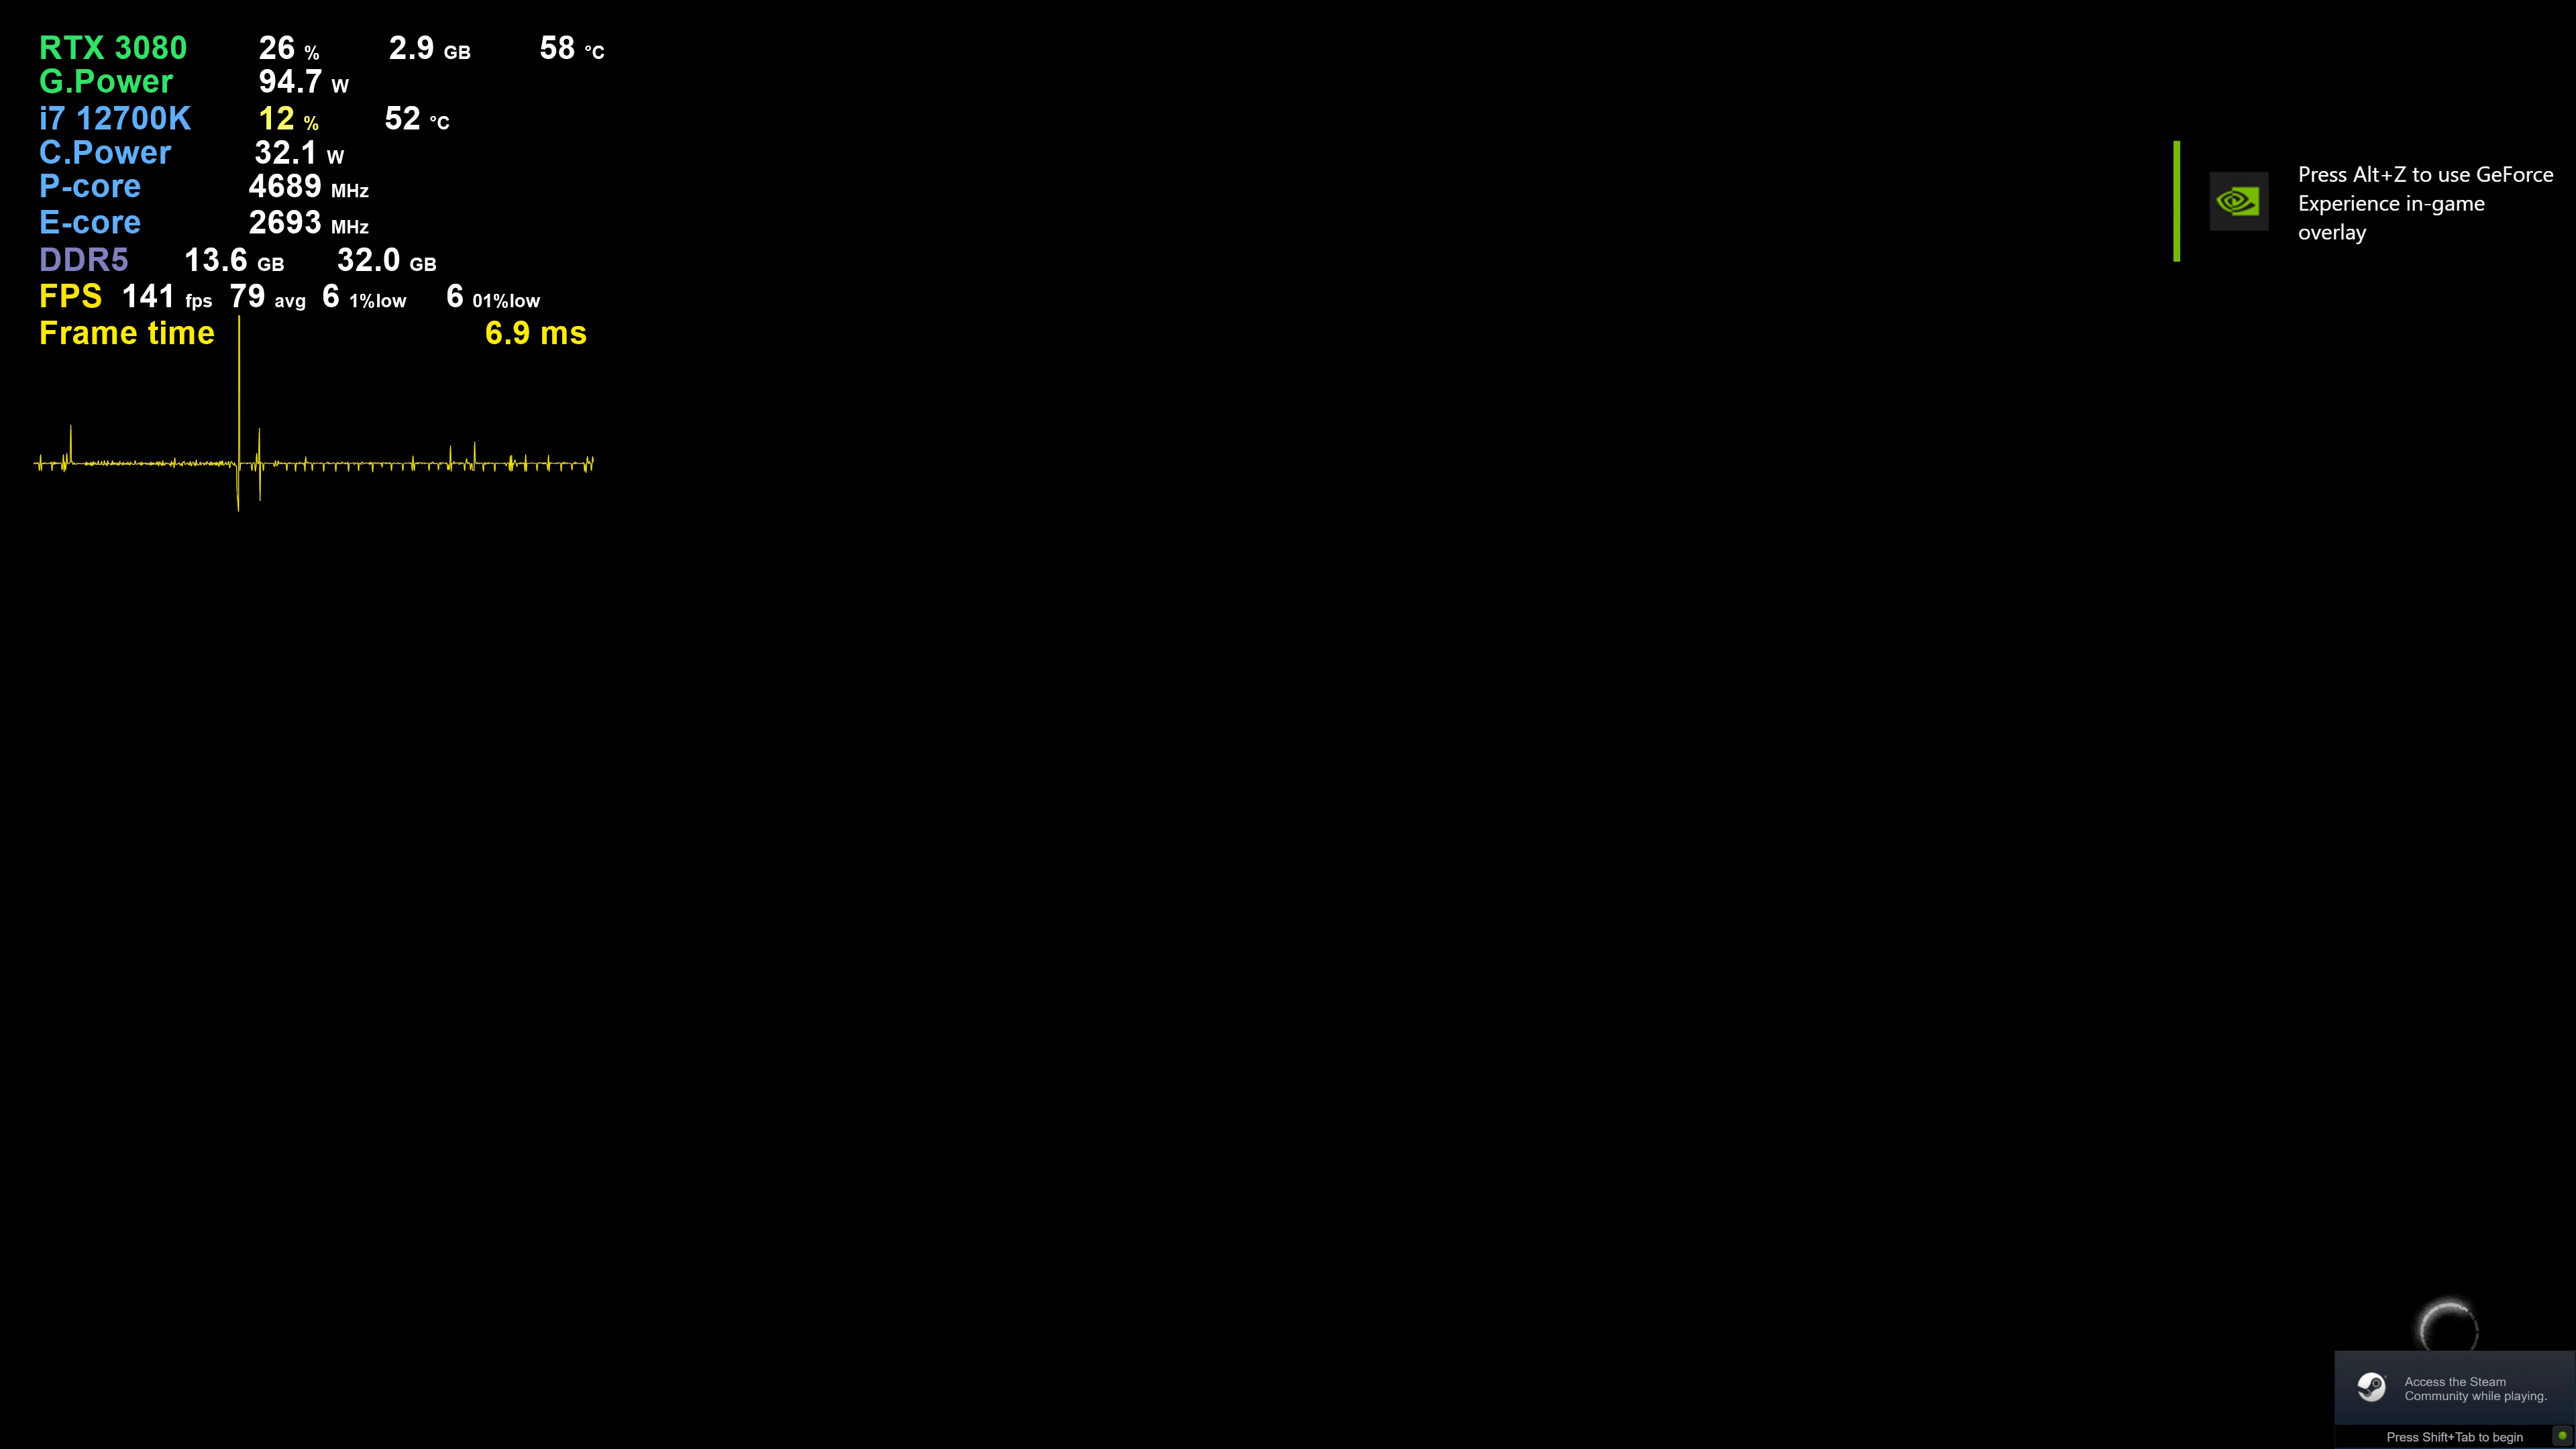 RTX 3080 26 % 2.9 GB 58 °C
G.Power 94.7 W
i7 12700K 12 % 52 °C
C.Power 32.1 W
P-core 4689 MHz
E-core 2693 MHz
DDR5 13.6 GB 32.0 GB
FPS 141 fps 79 avg 6 1%low 6 01%low
Frame time 6.9 ms
Press Alt+Z to use GeForce
Experience in-game
overlay
Access the Steam
Community while playing.
Press Shift+Tab to begin